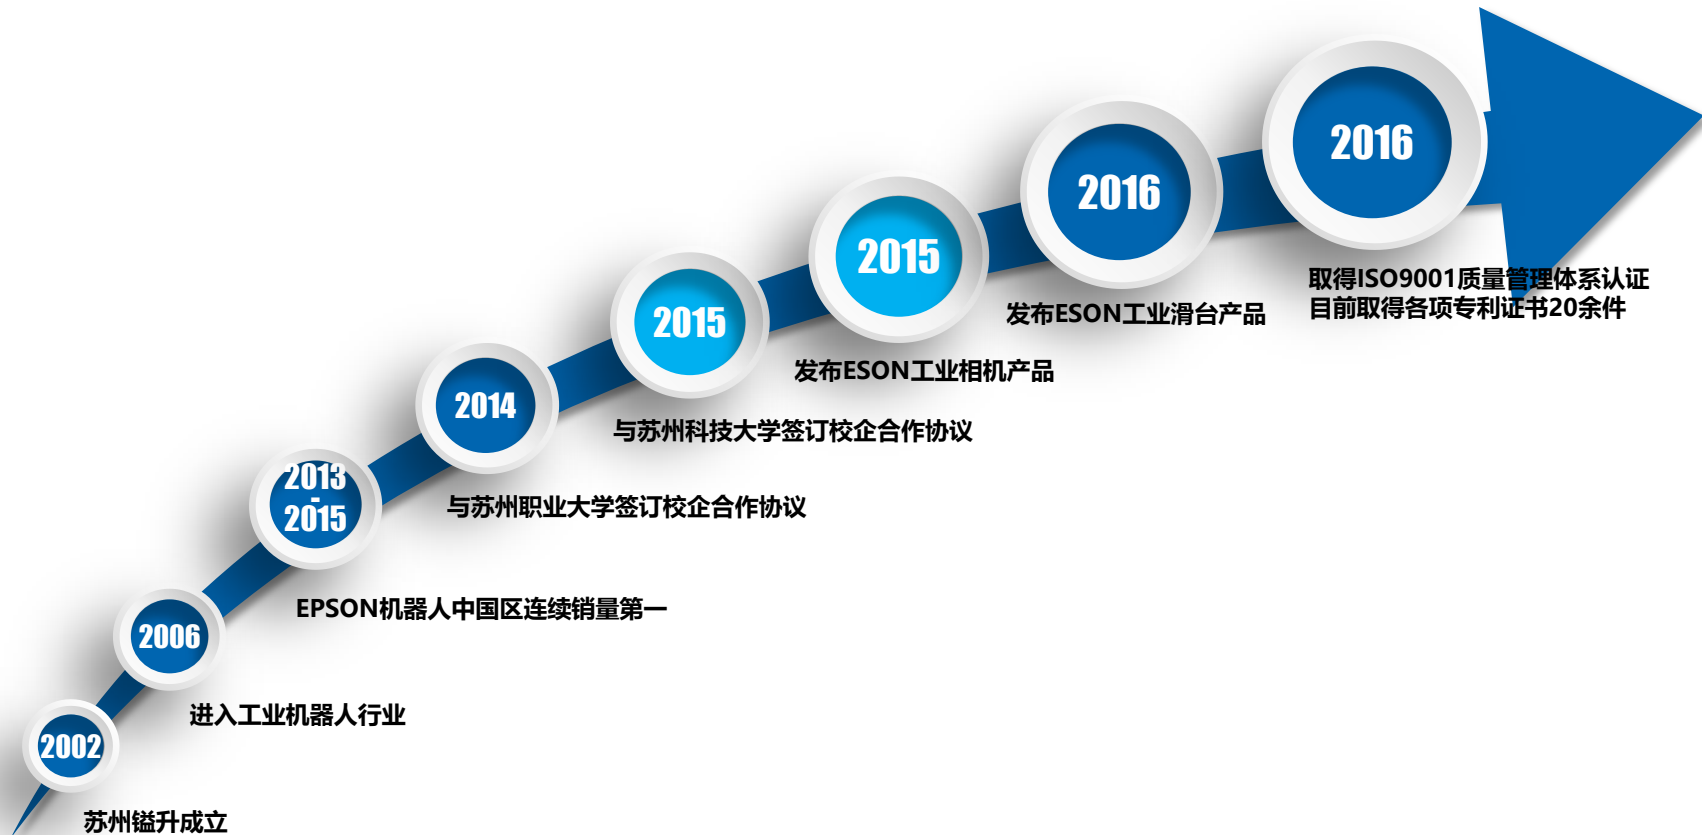 2016
取得ISO9001质量管理体系认证
目前取得各项专利证书20余件
2016
发布ESON工业滑台产品
2015
发布ESON工业相机产品
2015
与苏州科技大学签订校企合作协议
2014
与苏州职业大学签订校企合作协议
2013
-
2015
EPSON机器人中国区连续销量第一
2006
进入工业机器人行业
2002
苏州镒升成立